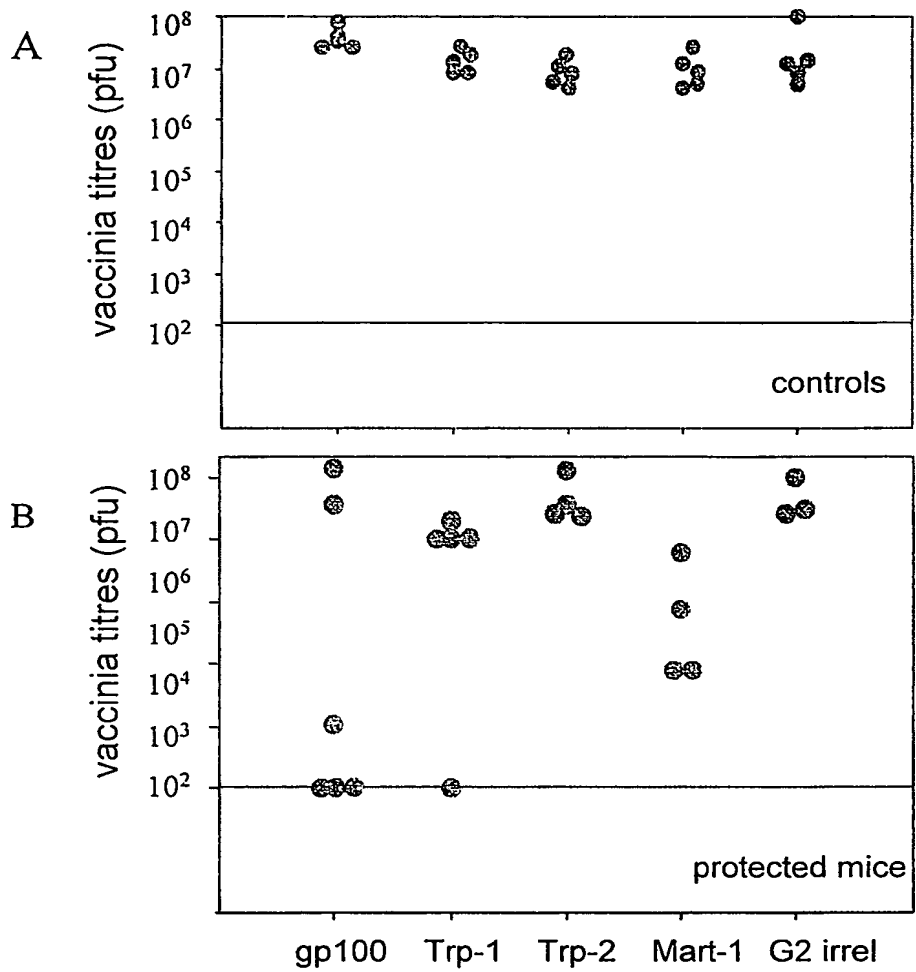 A
vaccinia titres (pfu)
10⁸
10⁷
10⁶
10⁵
10⁴
10³
10²
controls
B
vaccinia titres (pfu)
10⁸
10⁷
10⁶
10⁵
10⁴
10³
10²
protected mice
gp100 Trp-1 Trp-2 Mart-1 G2 irrel